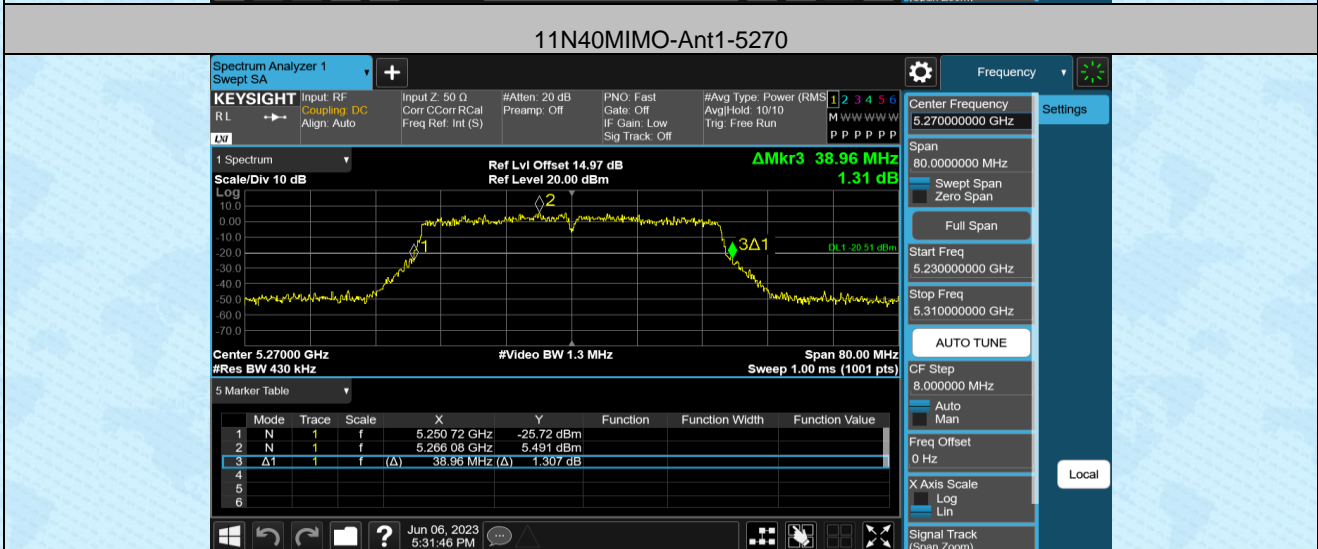 11N40MIMO-Ant1-5270
Spectrum Analyzer 1
Swept SA
Frequency
KEYSIGHT
RL
LXI
Input: RF
Coupling: DC
Align: Auto
Input Z: 50 Ω
Corr CCorr RCal
Freq Ref: Int (S)
#Atten: 20 dB
Preamp: Off
PNO: Fast
Gate: Off
IF Gain: Low
Sig Track: Off
#Avg Type: Power (RMS
Avg|Hold: 10/10
Trig: Free Run
1 2 3 4 5 6
M W W W W W
P P P P P P
1 Spectrum
Scale/Div 10 dB
Ref Lvl Offset 14.97 dB
Ref Level 20.00 dBm
ΔMkr3 38.96 MHz
1.31 dB
Log
10.0
0.00
-10.0
-20.0
-30.0
-40.0
-50.0
-60.0
-70.0
2
1
3Δ1
DL1 -20.51 dBm
Center 5.27000 GHz
#Video BW 1.3 MHz
Span 80.00 MHz
#Res BW 430 kHz
Sweep 1.00 ms (1001 pts)
5 Marker Table
Mode Trace Scale X Y Function Function Width Function Value
1 N 1 f 5.250 72 GHz -25.72 dBm
2 N 1 f 5.266 08 GHz 5.491 dBm
3 Δ1 1 f (Δ) 38.96 MHz (Δ) 1.307 dB
4
5
6
?
Jun 06, 2023
5:31:46 PM
Center Frequency
5.270000000 GHz
Settings
Span
80.0000000 MHz
Swept Span
Zero Span
Full Span
Start Freq
5.230000000 GHz
Stop Freq
5.310000000 GHz
AUTO TUNE
CF Step
8.000000 MHz
Auto
Man
Freq Offset
0 Hz
X Axis Scale
Log
Lin
Local
Signal Track
(Span Zoom)